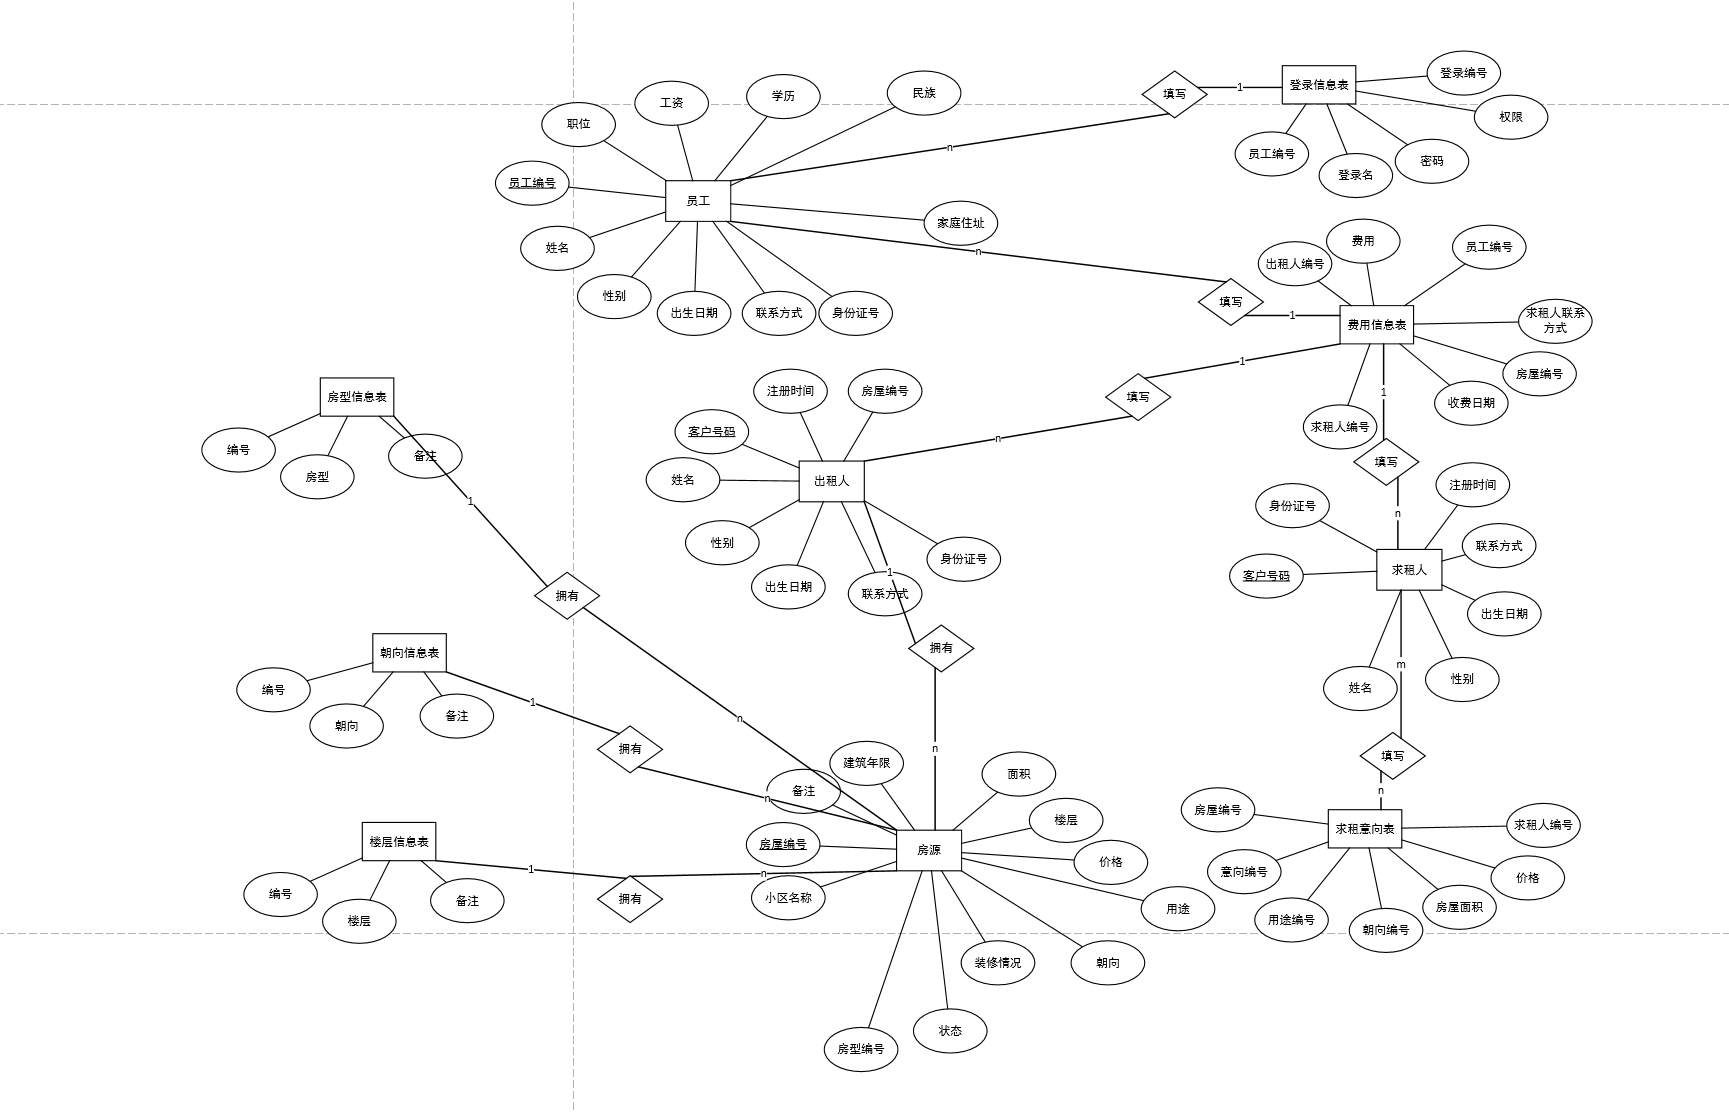 登录编号
登录信息表
填写
1
权限
员工编号
登录名
密码
民族
学历
工资
职位
n
员工编号
员工
家庭住址
姓名
性别
出生日期
联系方式
身份证号
n
填写
1
费用
出租人编号
员工编号
费用信息表
求租人联系
方式
房屋编号
收费日期
求租人编号
1
填写
n
1
填写
n
注册时间
房屋编号
客户号码
姓名
出租人
性别
出生日期
联系方式
身份证号
1
拥有
n
房型信息表
编号
房型
备注
1
拥有
n
朝向信息表
编号
朝向
备注
1
拥有
n
楼层信息表
编号
楼层
备注
1
拥有
n
身份证号
注册时间
联系方式
客户号码
求租人
出生日期
姓名
性别
m
填写
n
建筑年限
备注
面积
楼层
房屋编号
房源
价格
小区名称
用途
装修情况
朝向
状态
房型编号
房屋编号
求租意向表
求租人编号
意向编号
价格
用途编号
朝向编号
房屋面积